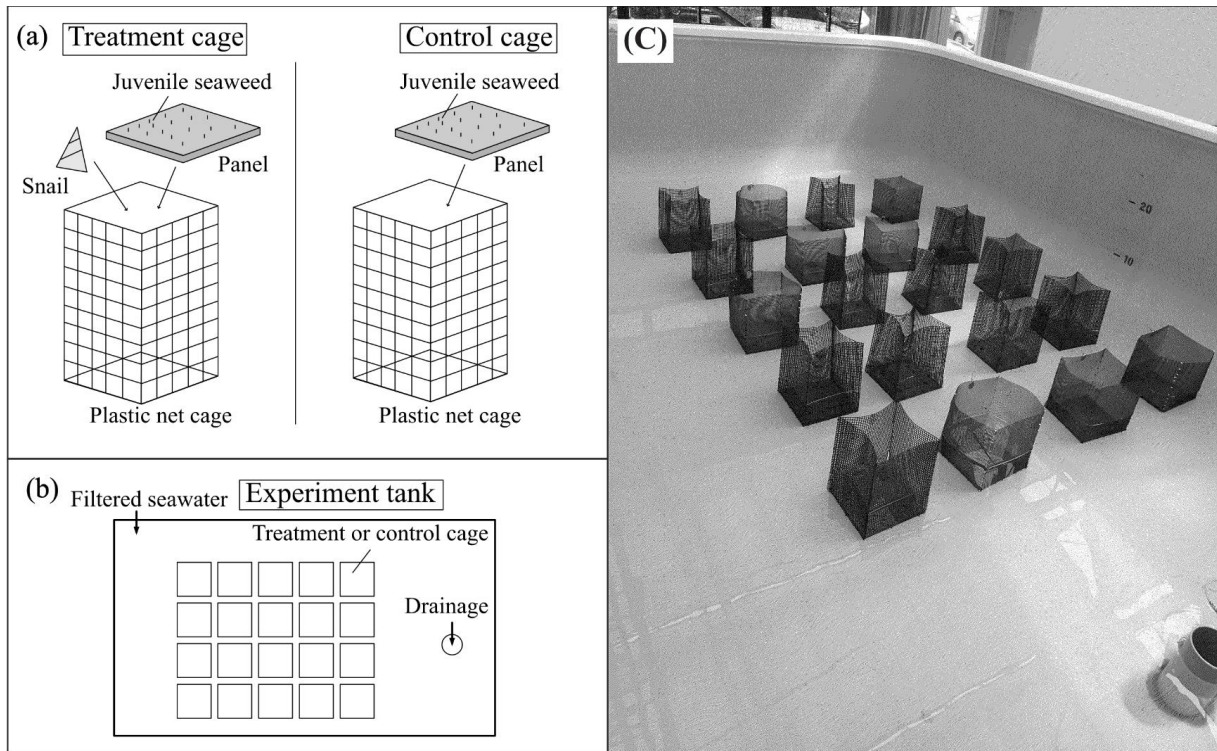 (a)
Treatment cage
Control cage
Juvenile seaweed
Juvenile seaweed
Panel
Panel
Snail
Plastic net cage
Plastic net cage
(b)
Filtered seawater
Experiment tank
Treatment or control cage
Drainage
(C)
20
10